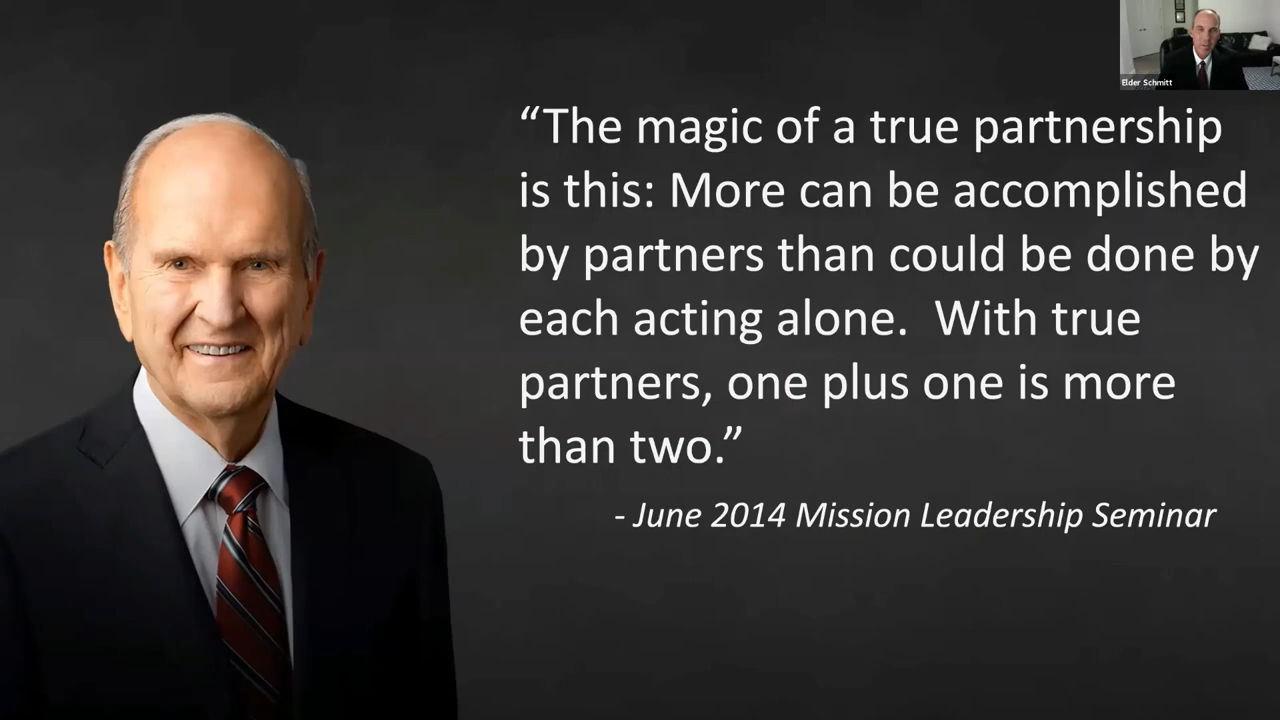 Elder Schmitt
“The magic of a true partnership
is this: More can be accomplished
by partners than could be done by
each acting alone.  With true
partners, one plus one is more
than two.”
- June 2014 Mission Leadership Seminar